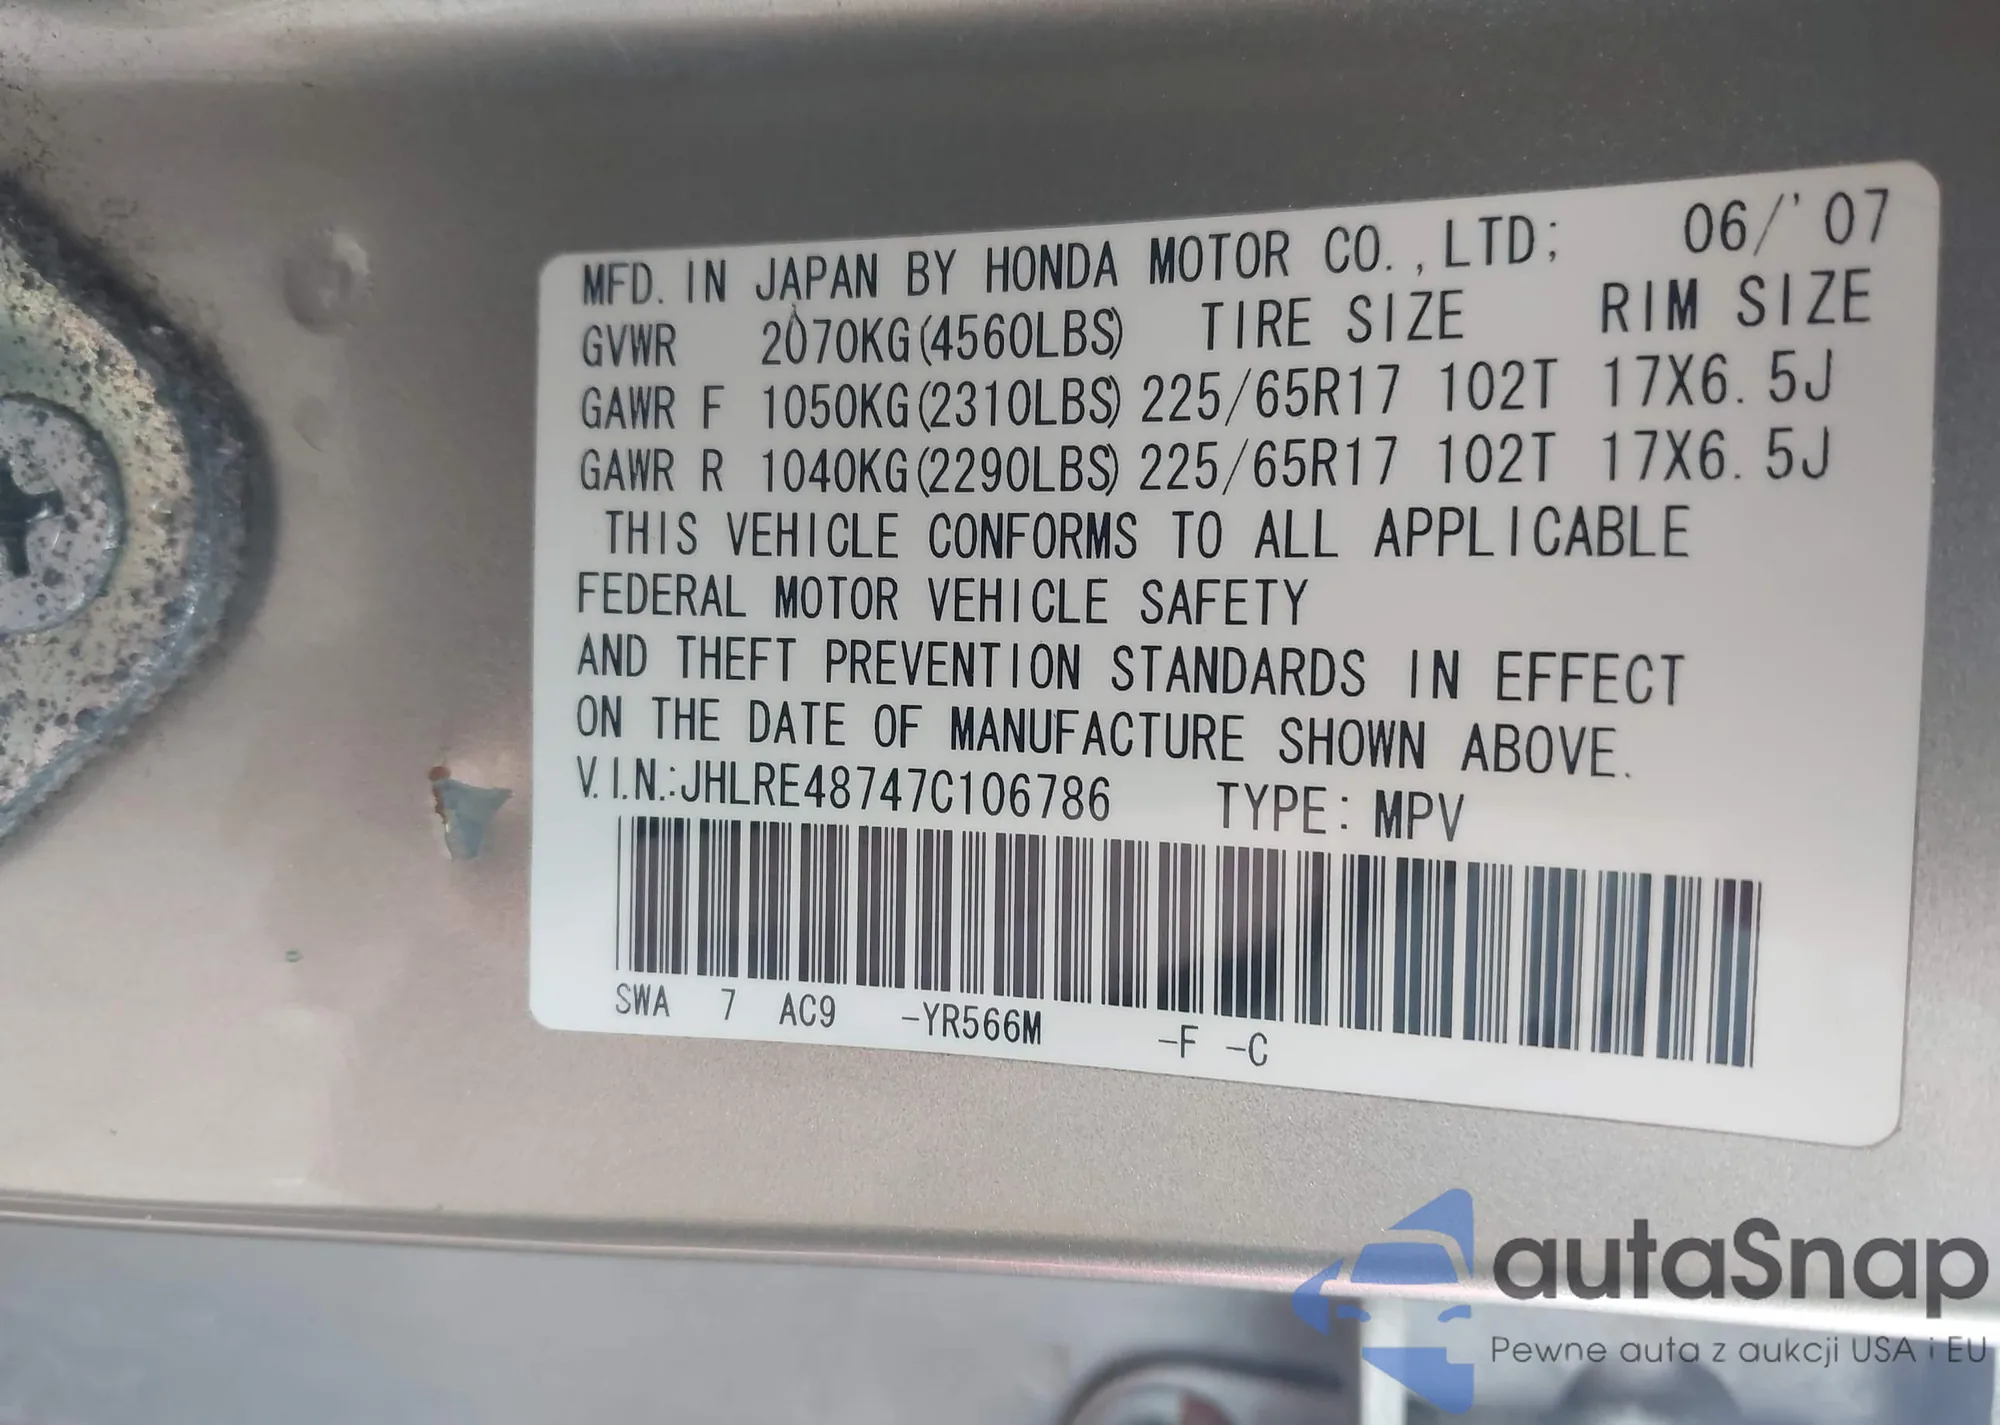 MFD. IN JAPAN BY HONDA MOTOR CO.,LTD; 06/'07
GVWR 2070KG(4560LBS) TIRE SIZE RIM SIZE
GAWR F 1050KG(2310LBS) 225/65R17 102T 17X6.5J
GAWR R 1040KG(2290LBS) 225/65R17 102T 17X6.5J
THIS VEHICLE CONFORMS TO ALL APPLICABLE
FEDERAL MOTOR VEHICLE SAFETY
AND THEFT PREVENTION STANDARDS IN EFFECT
ON THE DATE OF MANUFACTURE SHOWN ABOVE.
V.I.N.:JHLRE48747C106786 TYPE: MPV
SWA 7 AC9 -YR566M -F -C
autaSnap
Pewne auta z aukcji USA i EU